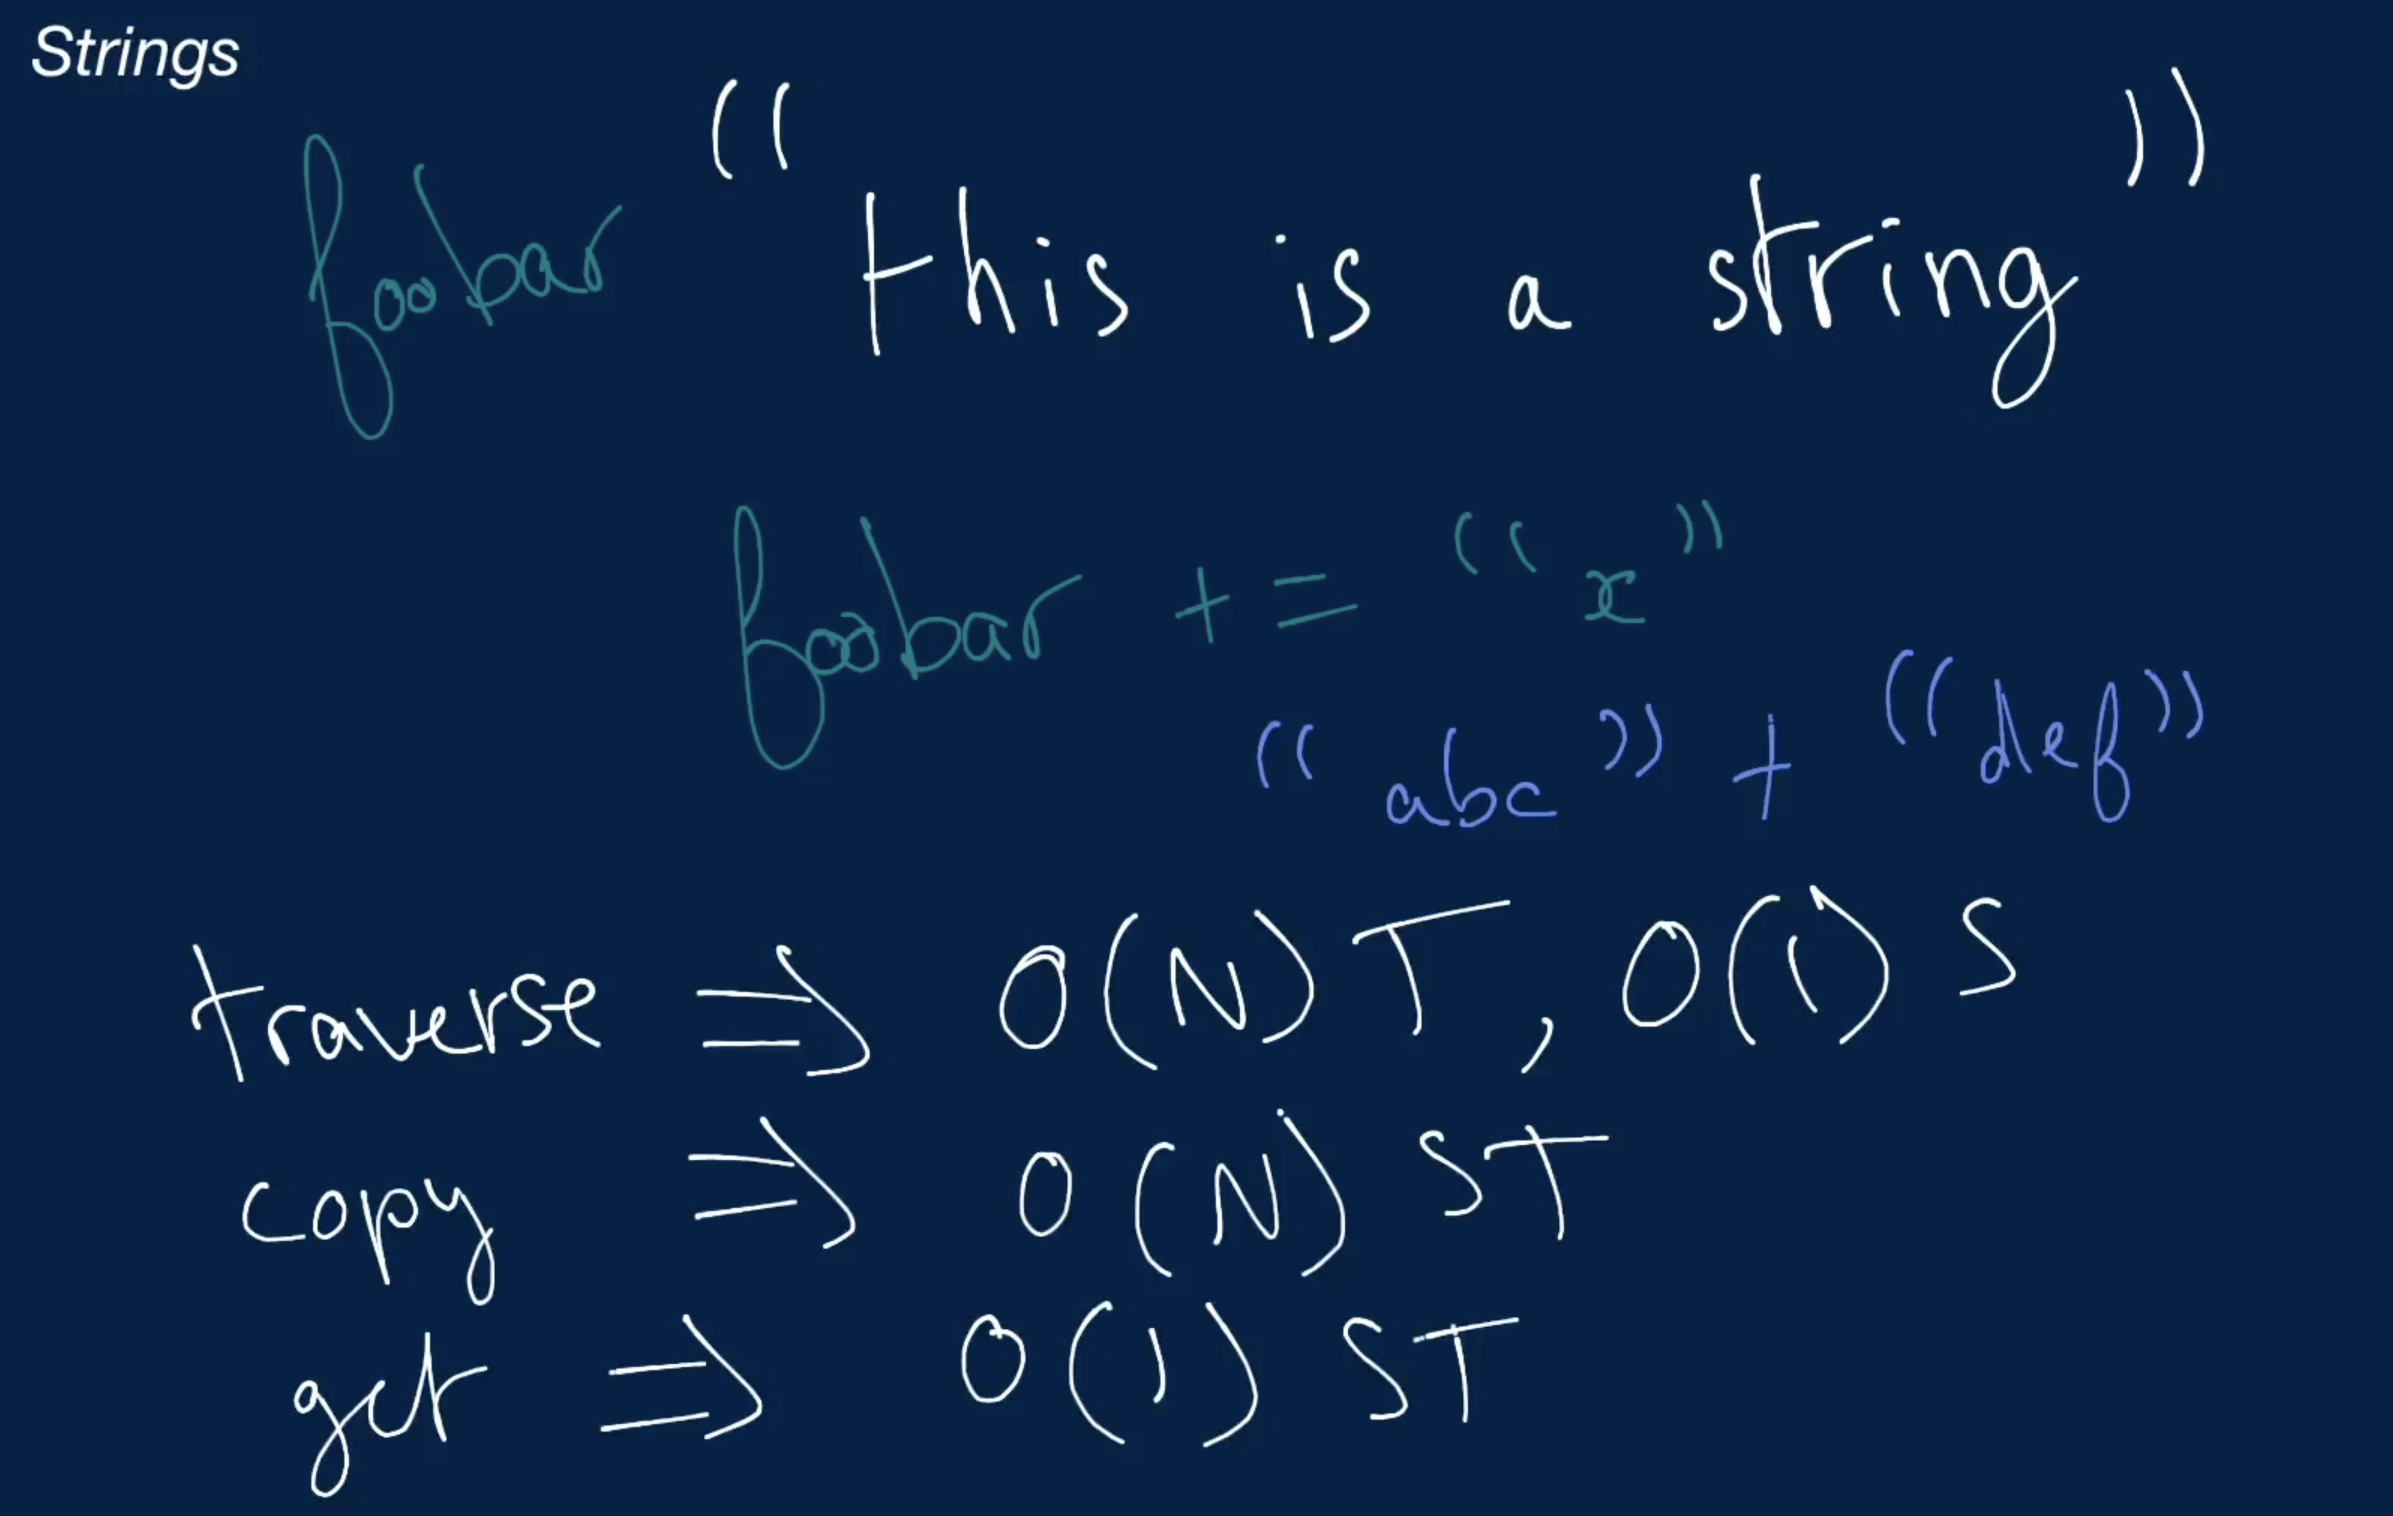 Strings
foobar “this is a string”
foobar += “x”
“abc” + “def”
traverse ⇒ O(N) T, O(1) S
copy ⇒ O(N) ST
get ⇒ O(1) ST